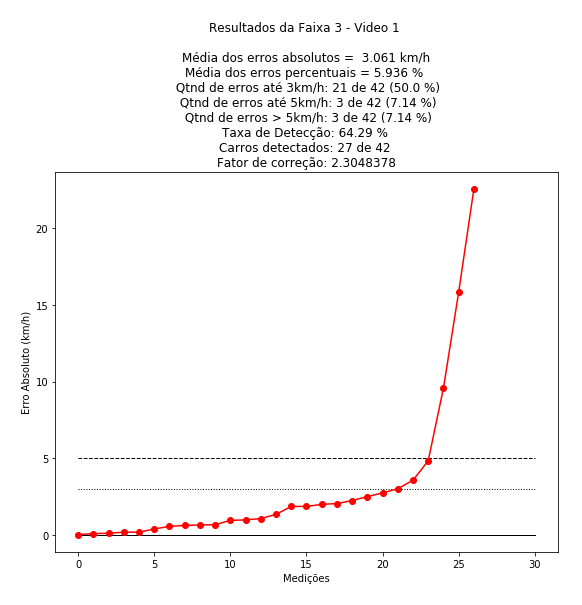 Resultados da Faixa 3 - Video 1
Média dos erros absolutos =  3.061 km/h
Média dos erros percentuais = 5.936 %
Qtnd de erros até 3km/h: 21 de 42 (50.0 %)
Qtnd de erros até 5km/h: 3 de 42 (7.14 %)
Qtnd de erros > 5km/h: 3 de 42 (7.14 %)
Taxa de Detecção: 64.29 %
Carros detectados: 27 de 42
Fator de correção: 2.3048378
20
15
10
5
0
Erro Absoluto (km/h)
0 5 10 15 20 25 30
Medições